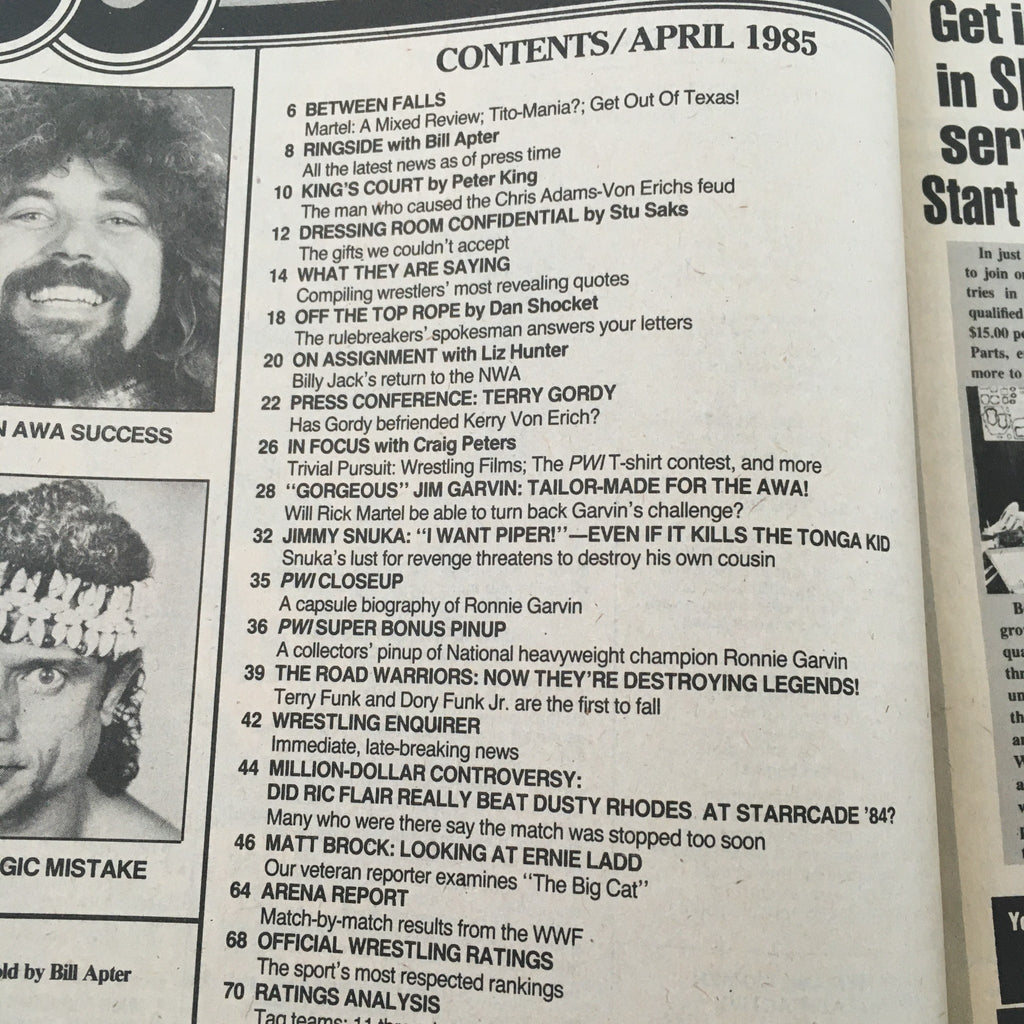 CONTENTS/APRIL 1985
6 BETWEEN FALLS
Martel: A Mixed Review; Tito-Mania?; Get Out Of Texas!
8 RINGSIDE with Bill Apter
All the latest news as of press time
10 KING'S COURT by Peter King
The man who caused the Chris Adams-Von Erichs feud
12 DRESSING ROOM CONFIDENTIAL by Stu Saks
The gifts we couldn't accept
14 WHAT THEY ARE SAYING
Compiling wrestlers' most revealing quotes
18 OFF THE TOP ROPE by Dan Shocket
The rulebreakers' spokesman answers your letters
20 ON ASSIGNMENT with Liz Hunter
Billy Jack's return to the NWA
22 PRESS CONFERENCE: TERRY GORDY
Has Gordy befriended Kerry Von Erich?
26 IN FOCUS with Craig Peters
Trivial Pursuit: Wrestling Films; The PWI T-shirt contest, and more
28 "GORGEOUS" JIM GARVIN: TAILOR-MADE FOR THE AWA!
Will Rick Martel be able to turn back Garvin's challenge?
32 JIMMY SNUKA: "I WANT PIPER!"—EVEN IF IT KILLS THE TONGA KID
Snuka's lust for revenge threatens to destroy his own cousin
35 PWI CLOSEUP
A capsule biography of Ronnie Garvin
36 PWI SUPER BONUS PINUP
A collectors' pinup of National heavyweight champion Ronnie Garvin
39 THE ROAD WARRIORS: NOW THEY'RE DESTROYING LEGENDS!
Terry Funk and Dory Funk Jr. are the first to fall
42 WRESTLING ENQUIRER
Immediate, late-breaking news
44 MILLION-DOLLAR CONTROVERSY:
DID RIC FLAIR REALLY BEAT DUSTY RHODES AT STARRCADE '84?
Many who were there say the match was stopped too soon
46 MATT BROCK: LOOKING AT ERNIE LADD
Our veteran reporter examines "The Big Cat"
64 ARENA REPORT
Match-by-match results from the WWF
68 OFFICIAL WRESTLING RATINGS
The sport's most respected rankings
70 RATINGS ANALYSIS
Tag teams: 11
N AWA SUCCESS
GIC MISTAKE
ld by Bill Apter
Get i
in S
ser
Start
In just
to join o
tries in
qualified
$15.00 p
Parts, e
more to
B
gro
qua
th
un
th
a
W
a